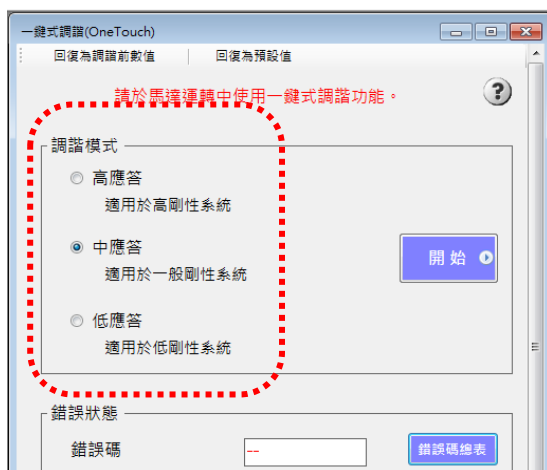 一鍵式調諧(OneTouch)
回復為調諧前數值 回復為預設值
請於馬達運轉中使用一鍵式調諧功能。
調諧模式
高應答
適用於高剛性系統
中應答
適用於一般剛性系統
開始
低應答
適用於低剛性系統
錯誤狀態
錯誤碼 -- 錯誤碼總表